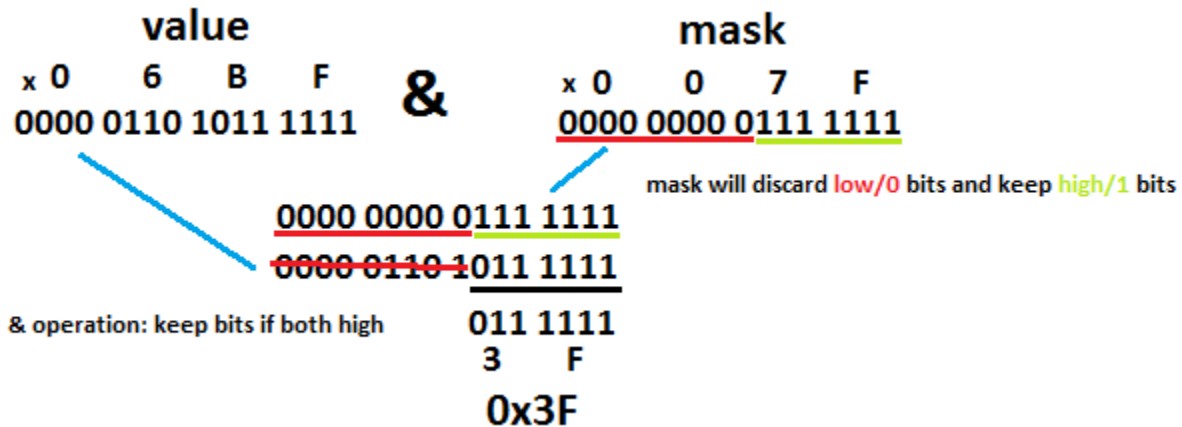 value mask
x 0 6 B F & x 0 0 7 F
0000 0110 1011 1111 0000 0000 0111 1111
mask will discard low/0 bits and keep high/1 bits
0000 0000 0111 1111
0000 0110 1011 1111
& operation: keep bits if both high 011 1111
3 F
0x3F